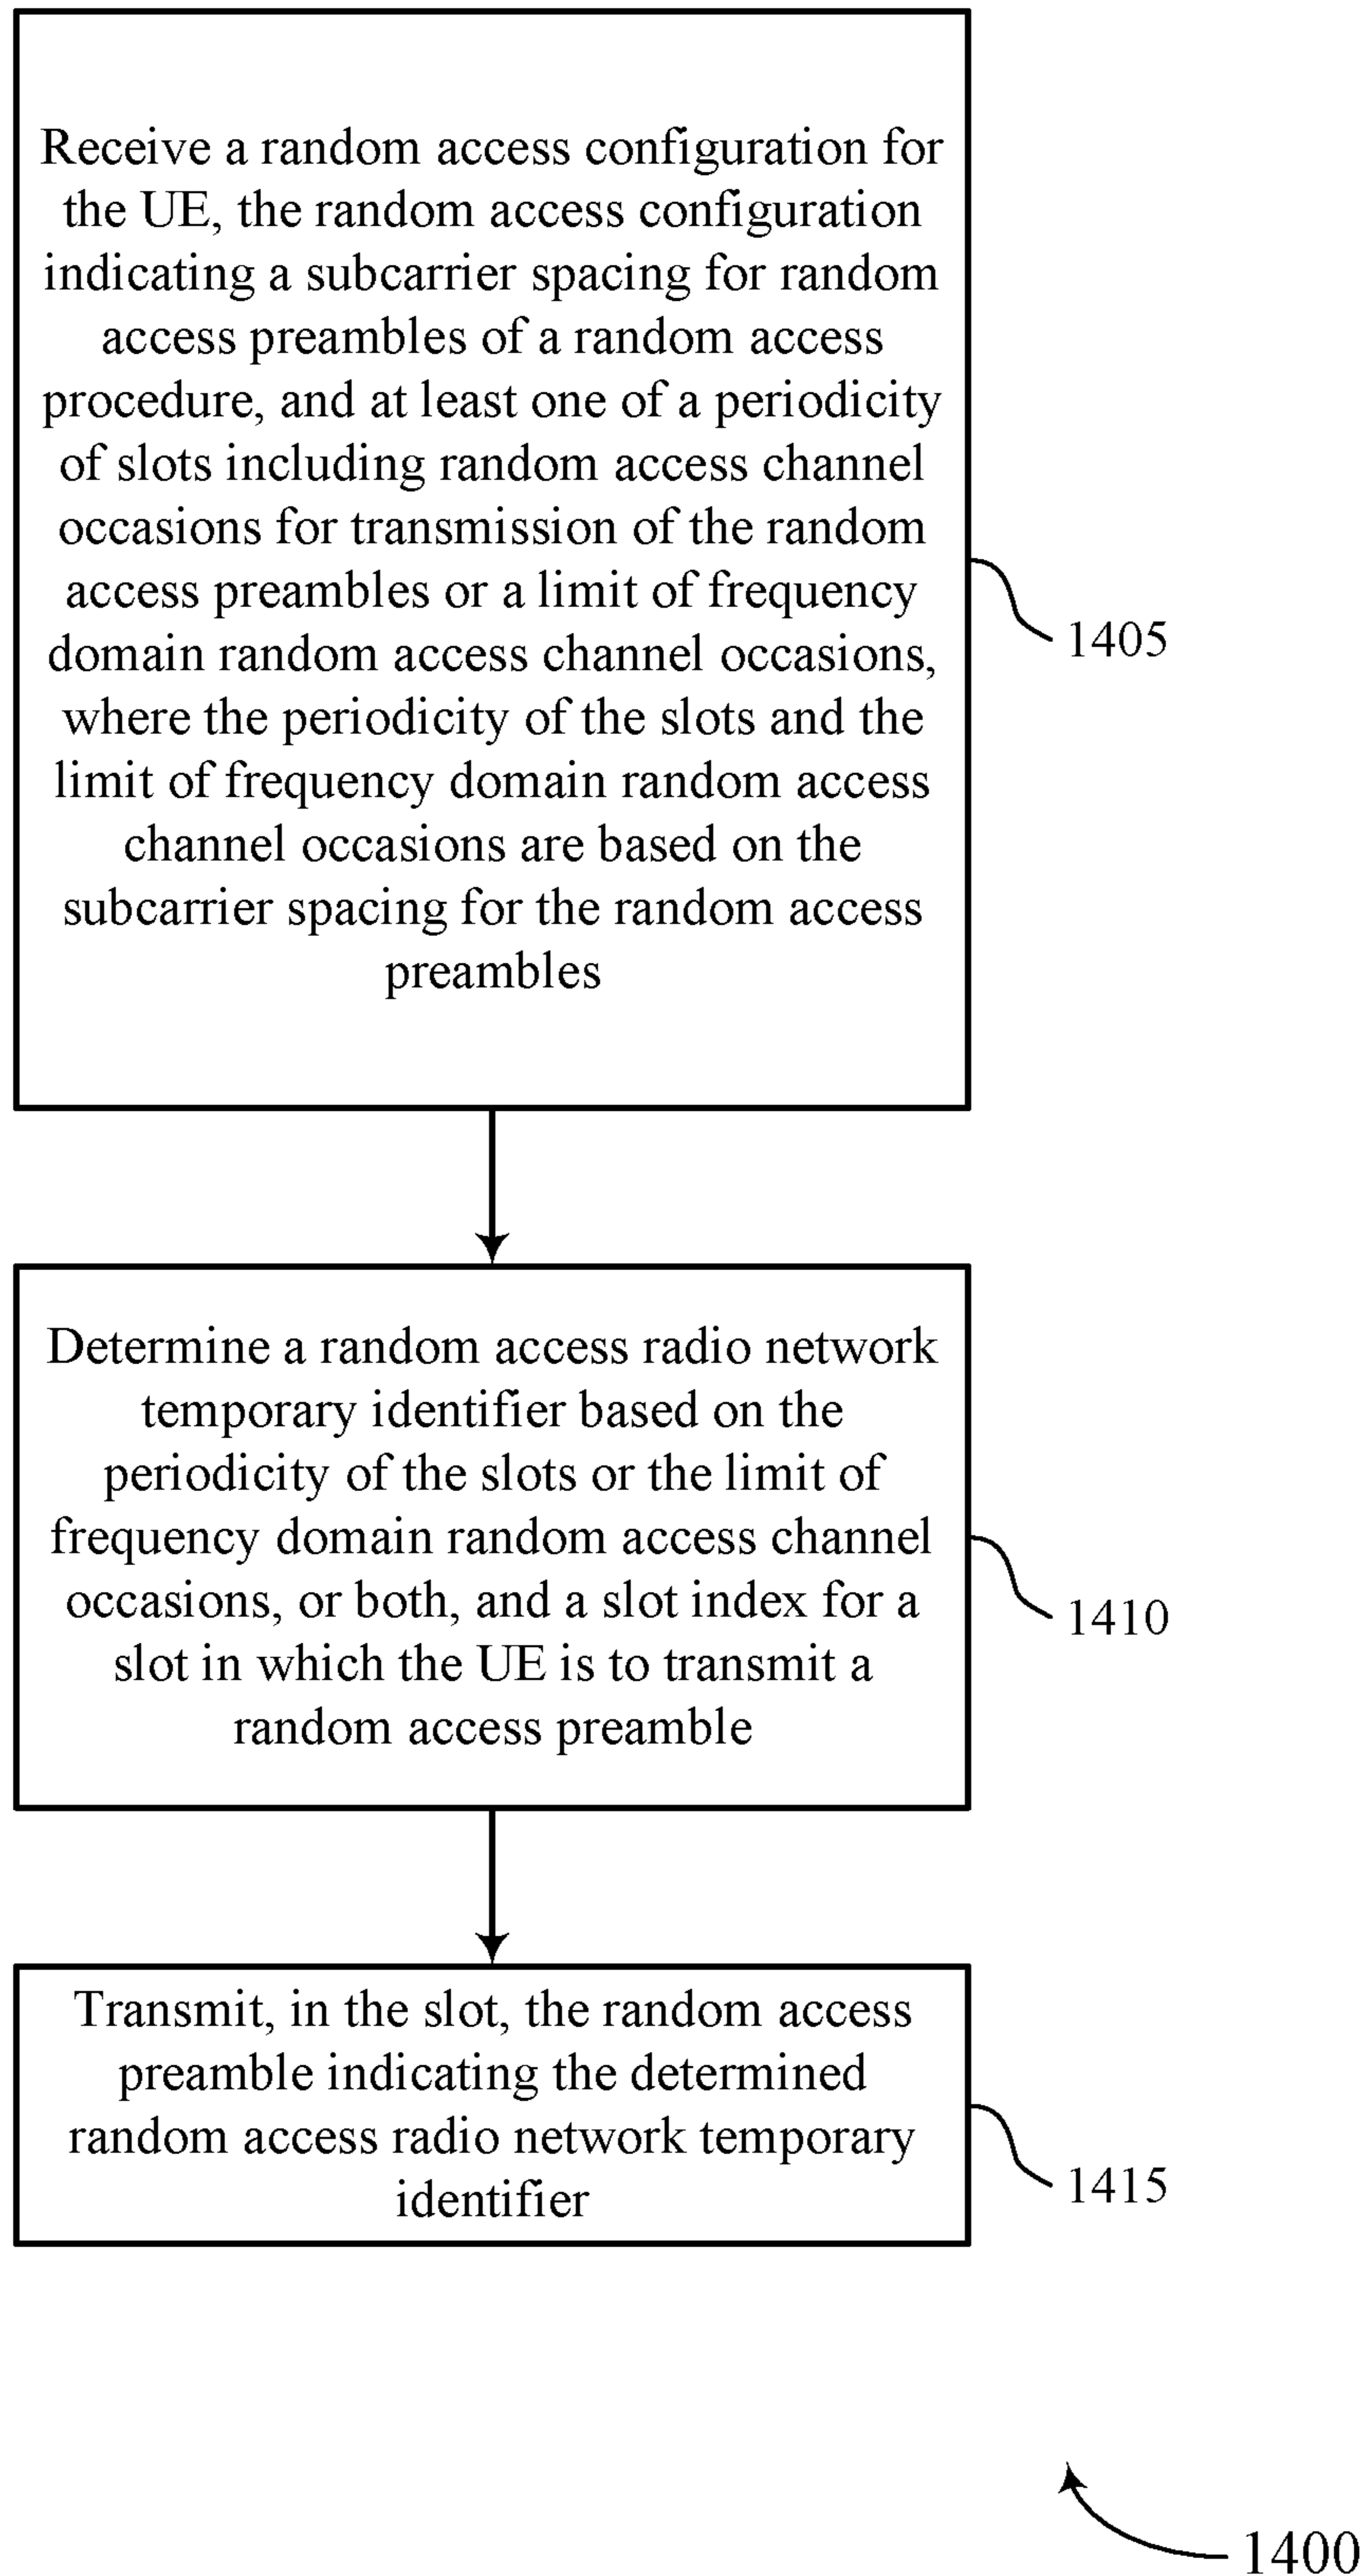 Receive a random access configuration for
the UE, the random access configuration
indicating a subcarrier spacing for random
access preambles of a random access
procedure, and at least one of a periodicity
of slots including random access channel
occasions for transmission of the random
access preambles or a limit of frequency
domain random access channel occasions,
where the periodicity of the slots and the
limit of frequency domain random access
channel occasions are based on the
subcarrier spacing for the random access
preambles
1405
Determine a random access radio network
temporary identifier based on the
periodicity of the slots or the limit of
frequency domain random access channel
occasions, or both, and a slot index for a
slot in which the UE is to transmit a
random access preamble
1410
Transmit, in the slot, the random access
preamble indicating the determined
random access radio network temporary
identifier
1415
1400